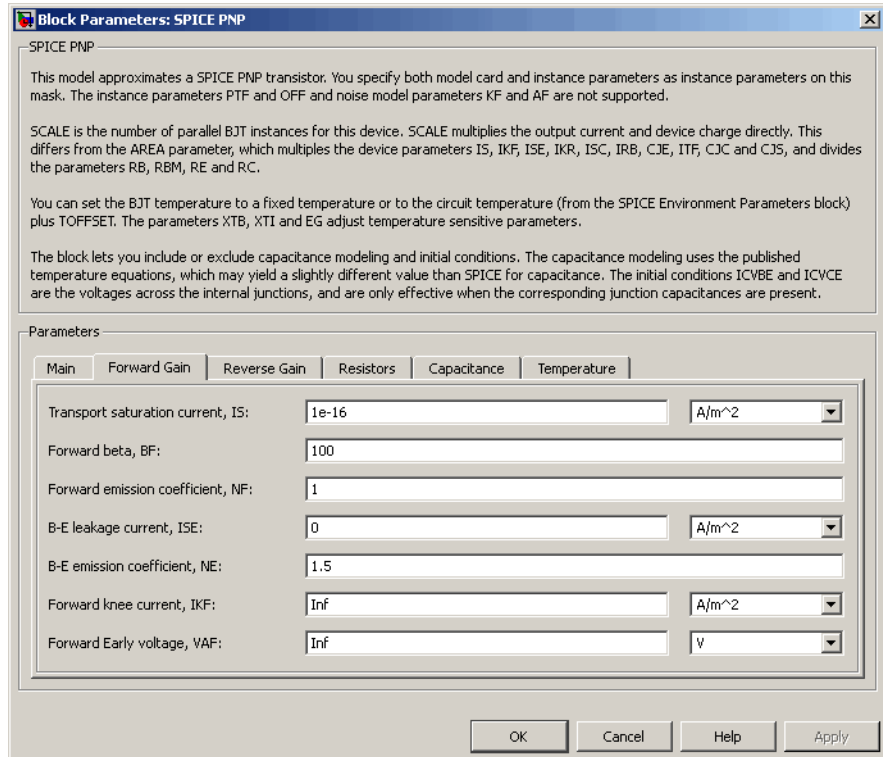 Block Parameters: SPICE PNP
SPICE PNP
This model approximates a SPICE PNP transistor. You specify both model card and instance parameters as instance parameters on this
mask. The instance parameters PTF and OFF and noise model parameters KF and AF are not supported.
SCALE is the number of parallel BJT instances for this device. SCALE multiplies the output current and device charge directly. This
differs from the AREA parameter, which multiplies the device parameters IS, IKF, ISE, IKR, ISC, IRB, CJE, ITF, CJC and CJS, and divides
the parameters RB, RBM, RE and RC.
You can set the BJT temperature to a fixed temperature or to the circuit temperature (from the SPICE Environment Parameters block)
plus TOFFSET. The parameters XTB, XTI and EG adjust temperature sensitive parameters.
The block lets you include or exclude capacitance modeling and initial conditions. The capacitance modeling uses the published
temperature equations, which may yield a slightly different value than SPICE for capacitance. The initial conditions ICVBE and ICVCE
are the voltages across the internal junctions, and are only effective when the corresponding junction capacitances are present.
Parameters
Main Forward Gain Reverse Gain Resistors Capacitance Temperature
Transport saturation current, IS: 1e-16 A/m^2
Forward beta, BF: 100
Forward emission coefficient, NF: 1
B-E leakage current, ISE: 0 A/m^2
B-E emission coefficient, NE: 1.5
Forward knee current, IKF: Inf A/m^2
Forward Early voltage, VAF: Inf V
OK Cancel Help Apply